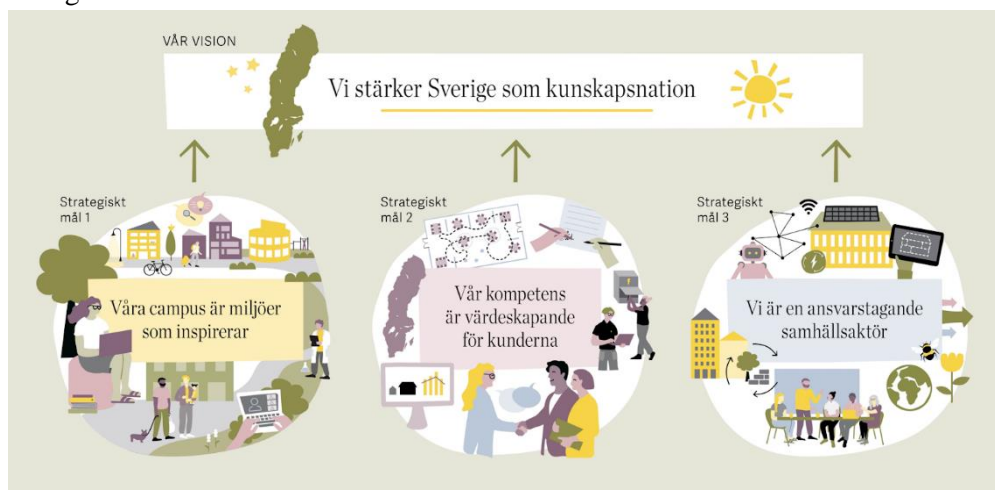 VÅR VISION
Vi stärker Sverige som kunskapsnation
Strategiskt
mål 1
Våra campus är miljöer
som inspirerar
Strategiskt
mål 2
Vår kompetens
är värdeskapande
för kunderna
Strategiskt
mål 3
Vi är en ansvarstagande
samhällsaktör